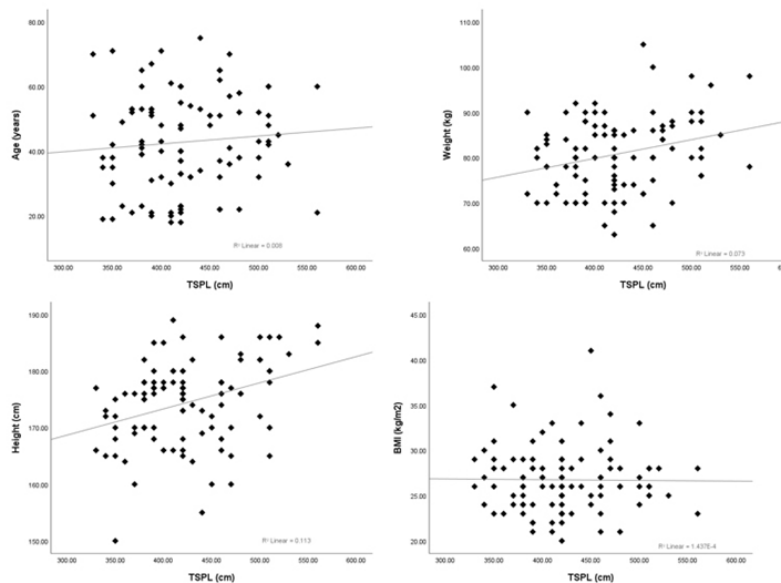 80.00
60.00
40.00
20.00
Age (years)
R² Linear = 0.008
300.00 350.00 400.00 450.00 500.00 550.00 600.00
TSPL (cm)
110.00
100.00
90.00
80.00
70.00
60.00
Weight (kg)
R² Linear = 0.073
300.00 350.00 400.00 450.00 500.00 550.00 600.00
TSPL (cm)
190.00
180.00
170.00
160.00
150.00
Height (cm)
R² Linear = 0.113
300.00 350.00 400.00 450.00 500.00 550.00 600.00
TSPL (cm)
45.00
40.00
35.00
30.00
25.00
20.00
BMI (kg/m2)
R² Linear = 1.437E-4
300.00 350.00 400.00 450.00 500.00 550.00 600.00
TSPL (cm)